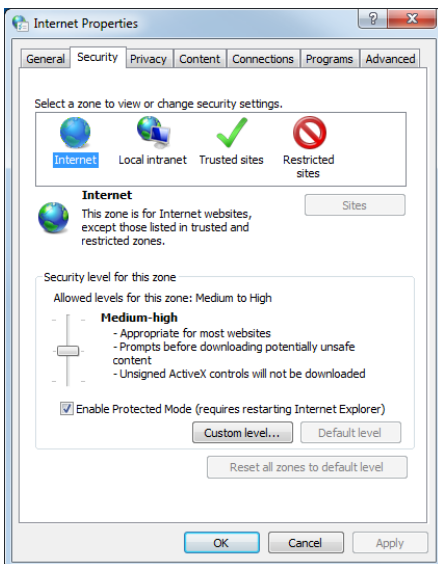 Internet Properties
General Security Privacy Content Connections Programs Advanced
Select a zone to view or change security settings.
Internet Local intranet Trusted sites Restricted
sites
Internet
Sites
This zone is for Internet websites,
except those listed in trusted and
restricted zones.
Security level for this zone
Allowed levels for this zone: Medium to High
Medium-high
- Appropriate for most websites
- Prompts before downloading potentially unsafe
content
- Unsigned ActiveX controls will not be downloaded
Enable Protected Mode (requires restarting Internet Explorer)
Custom level... Default level
Reset all zones to default level
OK Cancel Apply